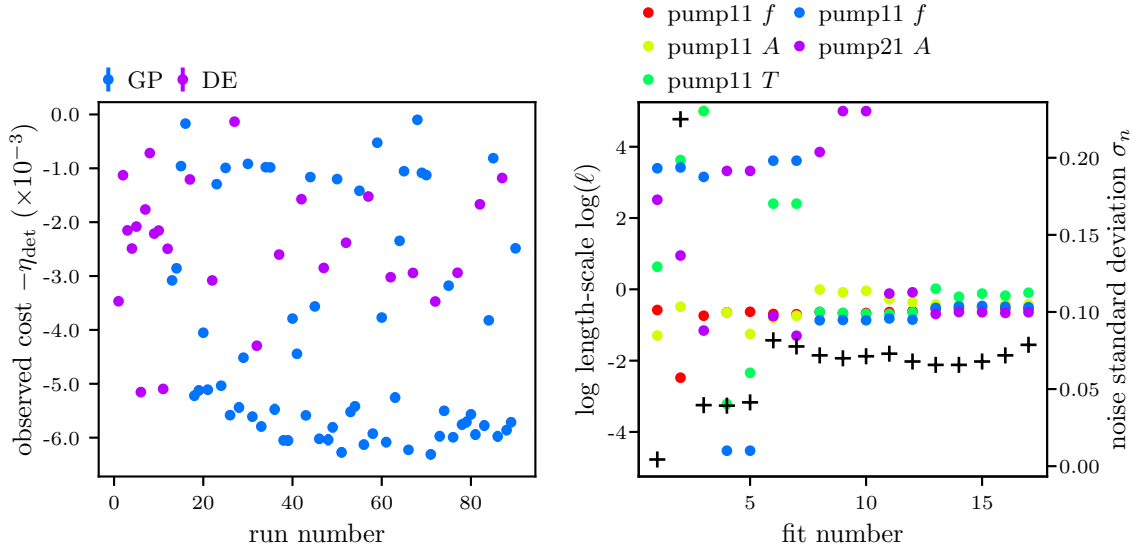 GP DE
observed cost −η_det (×10⁻³)
0.0
-1.0
-2.0
-3.0
-4.0
-5.0
-6.0
0 20 40 60 80
run number
pump11 f pump11 f
pump11 A pump21 A
pump11 T
log length-scale log(ℓ)
4
2
0
-2
-4
5 10 15
fit number
0.20
0.15
0.10
0.05
0.00
noise standard deviation σ_n